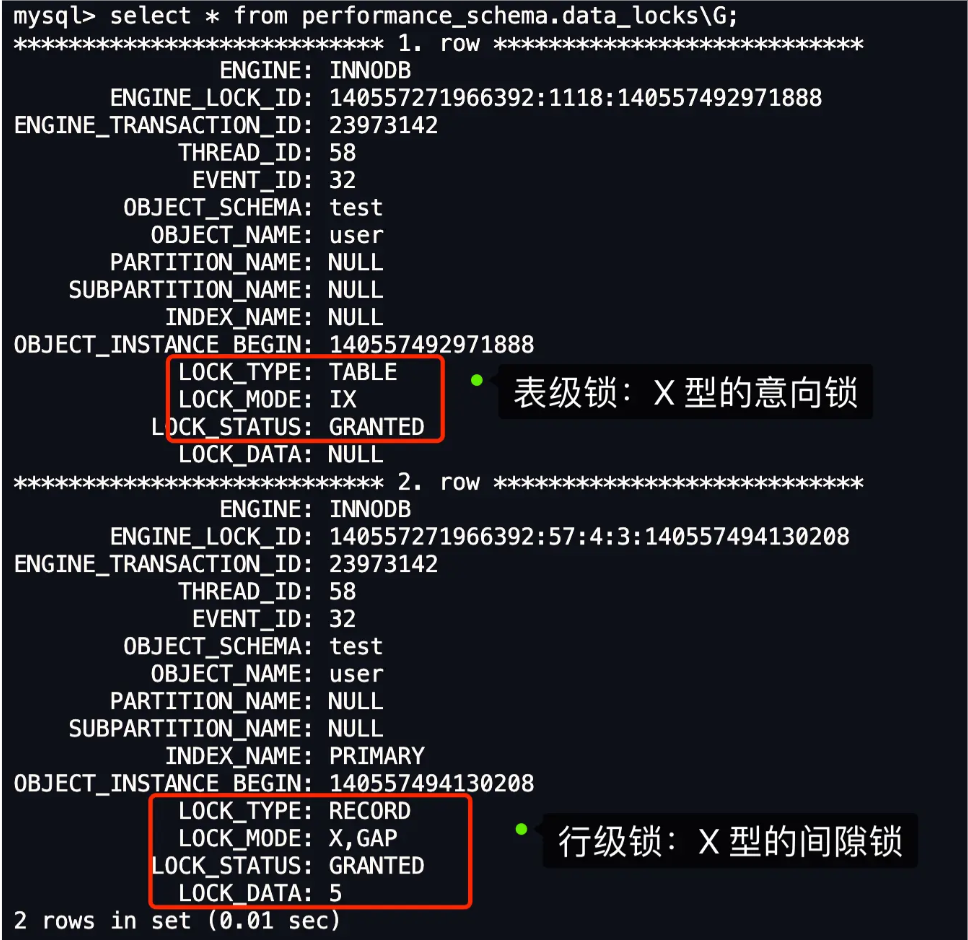 mysql> select * from performance_schema.data_locks\G;
*************************** 1. row ***************************
ENGINE: INNODB
ENGINE_LOCK_ID: 140557271966392:1118:140557492971888
ENGINE_TRANSACTION_ID: 23973142
THREAD_ID: 58
EVENT_ID: 32
OBJECT_SCHEMA: test
OBJECT_NAME: user
PARTITION_NAME: NULL
SUBPARTITION_NAME: NULL
INDEX_NAME: NULL
OBJECT_INSTANCE_BEGIN: 140557492971888
LOCK_TYPE: TABLE
LOCK_MODE: IX
LOCK_STATUS: GRANTED
LOCK_DATA: NULL
表级锁：X 型的意向锁
*************************** 2. row ***************************
ENGINE: INNODB
ENGINE_LOCK_ID: 140557271966392:57:4:3:140557494130208
ENGINE_TRANSACTION_ID: 23973142
THREAD_ID: 58
EVENT_ID: 32
OBJECT_SCHEMA: test
OBJECT_NAME: user
PARTITION_NAME: NULL
SUBPARTITION_NAME: NULL
INDEX_NAME: PRIMARY
OBJECT_INSTANCE_BEGIN: 140557494130208
LOCK_TYPE: RECORD
LOCK_MODE: X,GAP
LOCK_STATUS: GRANTED
LOCK_DATA: 5
行级锁：X 型的间隙锁
2 rows in set (0.01 sec)